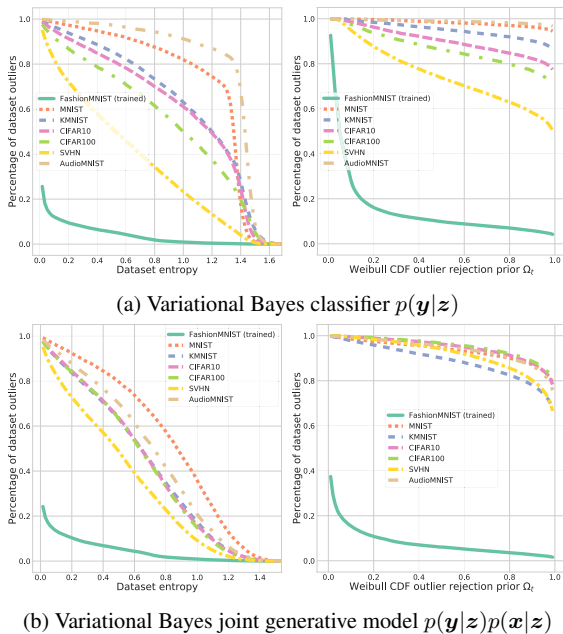 Percentage of dataset outliers
1.0
0.8
0.6
0.4
0.2
0.0
FashionMNIST (trained)
MNIST
KMNIST
CIFAR10
CIFAR100
SVHN
AudioMNIST
0.0 0.2 0.4 0.6 0.8 1.0 1.2 1.4 1.6
Dataset entropy
Percentage of dataset outliers
1.0
0.8
0.6
0.4
0.2
0.0
FashionMNIST (trained)
MNIST
KMNIST
CIFAR10
CIFAR100
SVHN
AudioMNIST
0.0 0.2 0.4 0.6 0.8 1.0
Weibull CDF outlier rejection prior Ωt
(a) Variational Bayes classifier p(y|z)
Percentage of dataset outliers
1.0
0.8
0.6
0.4
0.2
0.0
FashionMNIST (trained)
MNIST
KMNIST
CIFAR10
CIFAR100
SVHN
AudioMNIST
0.0 0.2 0.4 0.6 0.8 1.0 1.2 1.4
Dataset entropy
Percentage of dataset outliers
1.0
0.8
0.6
0.4
0.2
0.0
FashionMNIST (trained)
MNIST
KMNIST
CIFAR10
CIFAR100
SVHN
AudioMNIST
0.0 0.2 0.4 0.6 0.8 1.0
Weibull CDF outlier rejection prior Ωt
(b) Variational Bayes joint generative model p(y|z)p(x|z)